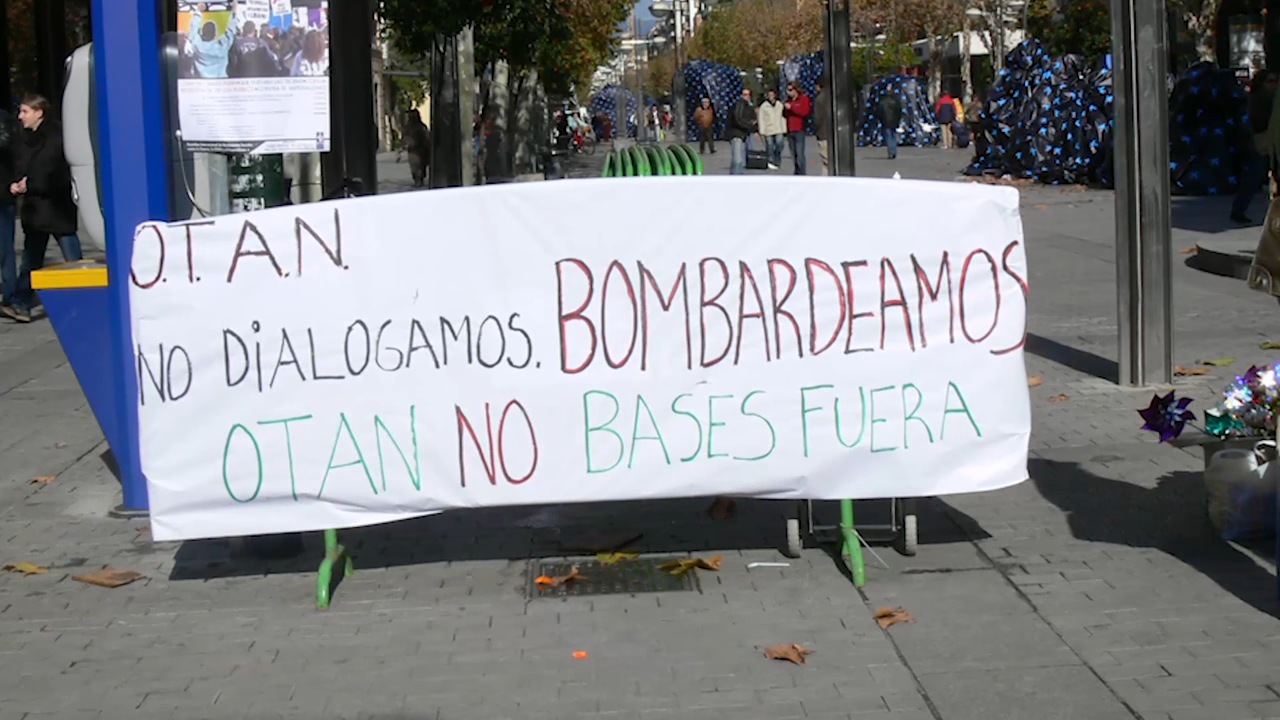 O.T.A.N.
NO DiALOGAMOS. BOMBARDEAMOS
OTAN NO BASES FUERA